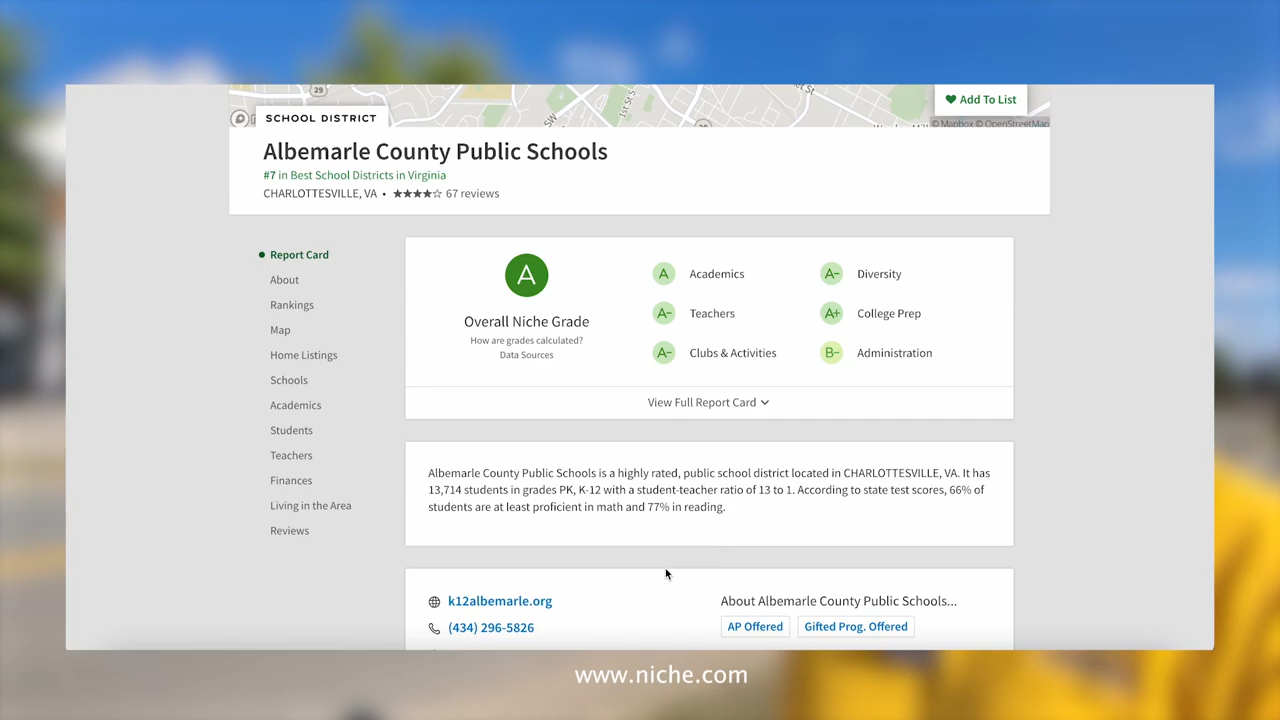 29
1st St S
SW
St
29
Add To List
© Mapbox © OpenStreetMap
SCHOOL DISTRICT
Albemarle County Public Schools
#7 in Best School Districts in Virginia
CHARLOTTESVILLE, VA • ★★★★☆ 67 reviews
Report Card
About
Rankings
Map
Home Listings
Schools
Academics
Students
Teachers
Finances
Living in the Area
Reviews
A
Overall Niche Grade
How are grades calculated?
Data Sources
A Academics
A- Teachers
A- Clubs & Activities
A- Diversity
A+ College Prep
B- Administration
View Full Report Card
Albemarle County Public Schools is a highly rated, public school district located in CHARLOTTESVILLE, VA. It has
13,714 students in grades PK, K-12 with a student-teacher ratio of 13 to 1. According to state test scores, 66% of
students are at least proficient in math and 77% in reading.
k12albemarle.org
(434) 296-5826
About Albemarle County Public Schools...
AP Offered Gifted Prog. Offered
www.niche.com